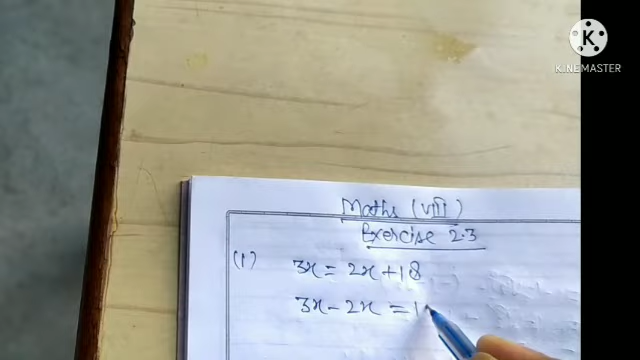 K
KINEMASTER
Maths (VIII)
Exercise 2.3
(1) 3x = 2x + 18
3x - 2x = 1